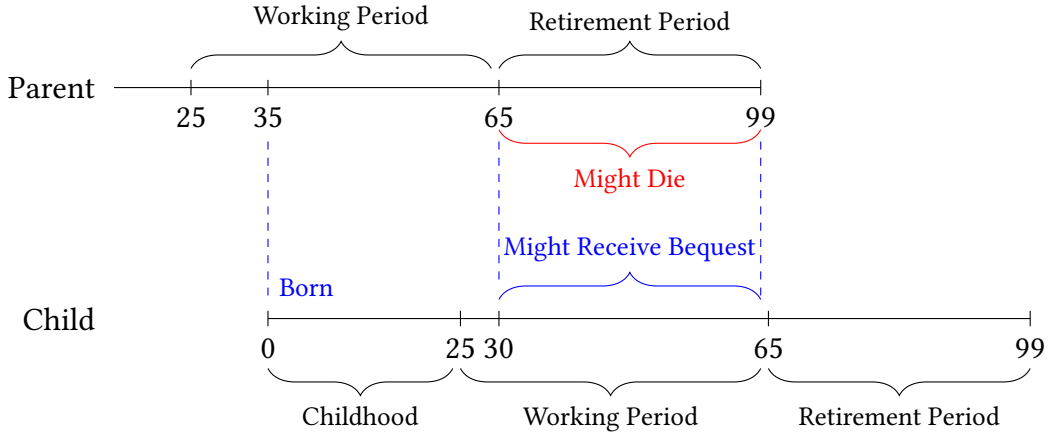 Working Period
Retirement Period
Parent
25
35
65
99
Might Die
Might Receive Bequest
Born
Child
0
25
30
65
99
Childhood
Working Period
Retirement Period